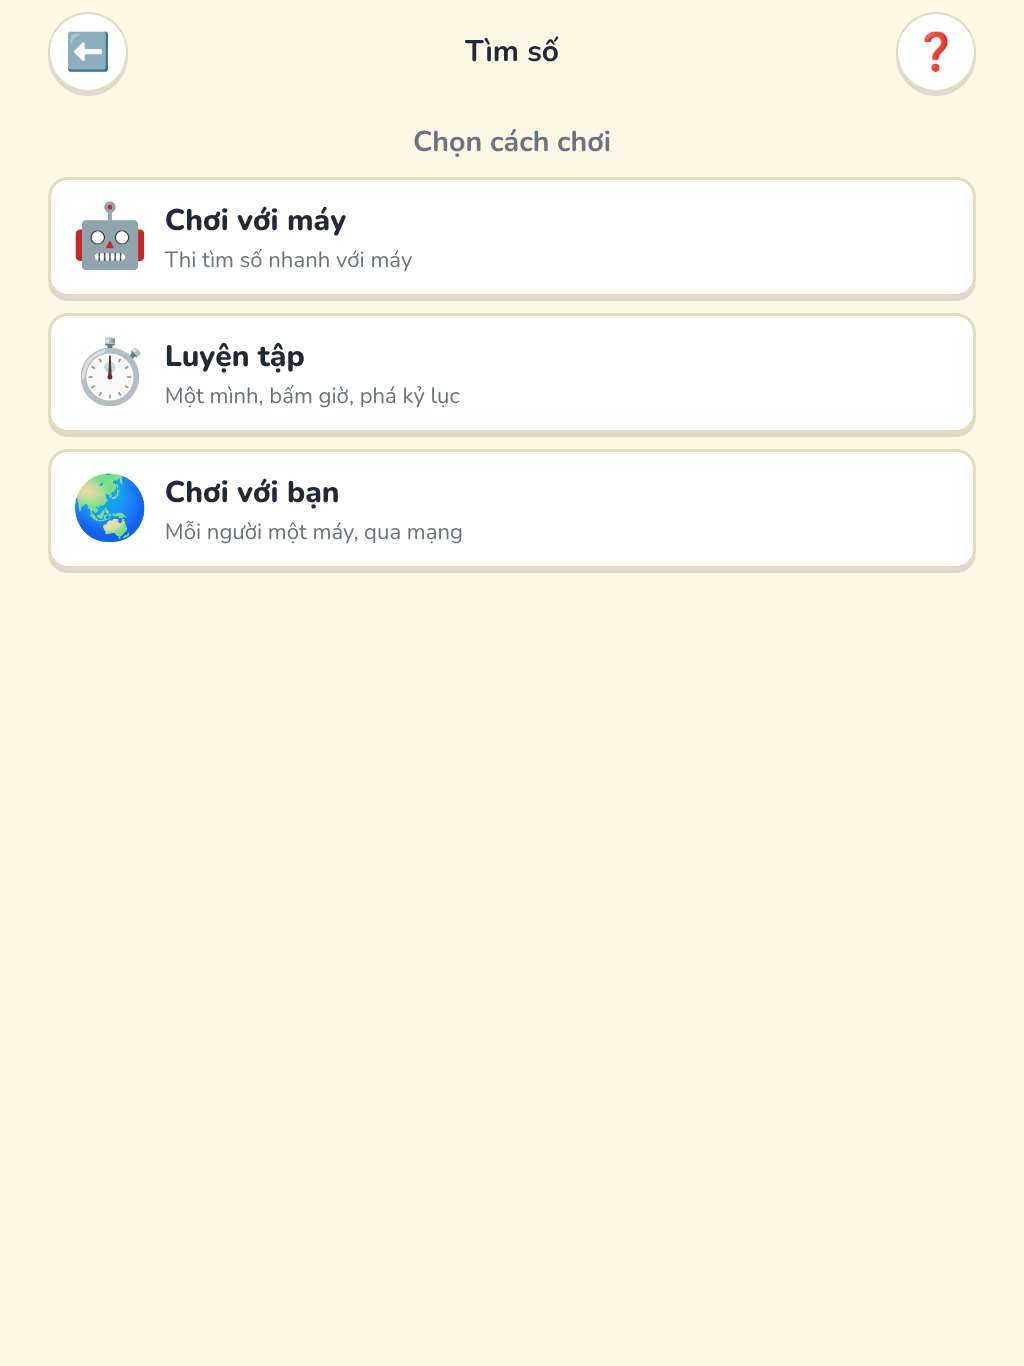 Tìm số
Chọn cách chơi
Chơi với máy
Thi tìm số nhanh với máy
Luyện tập
Một mình, bấm giờ, phá kỷ lục
Chơi với bạn
Mỗi người một máy, qua mạng